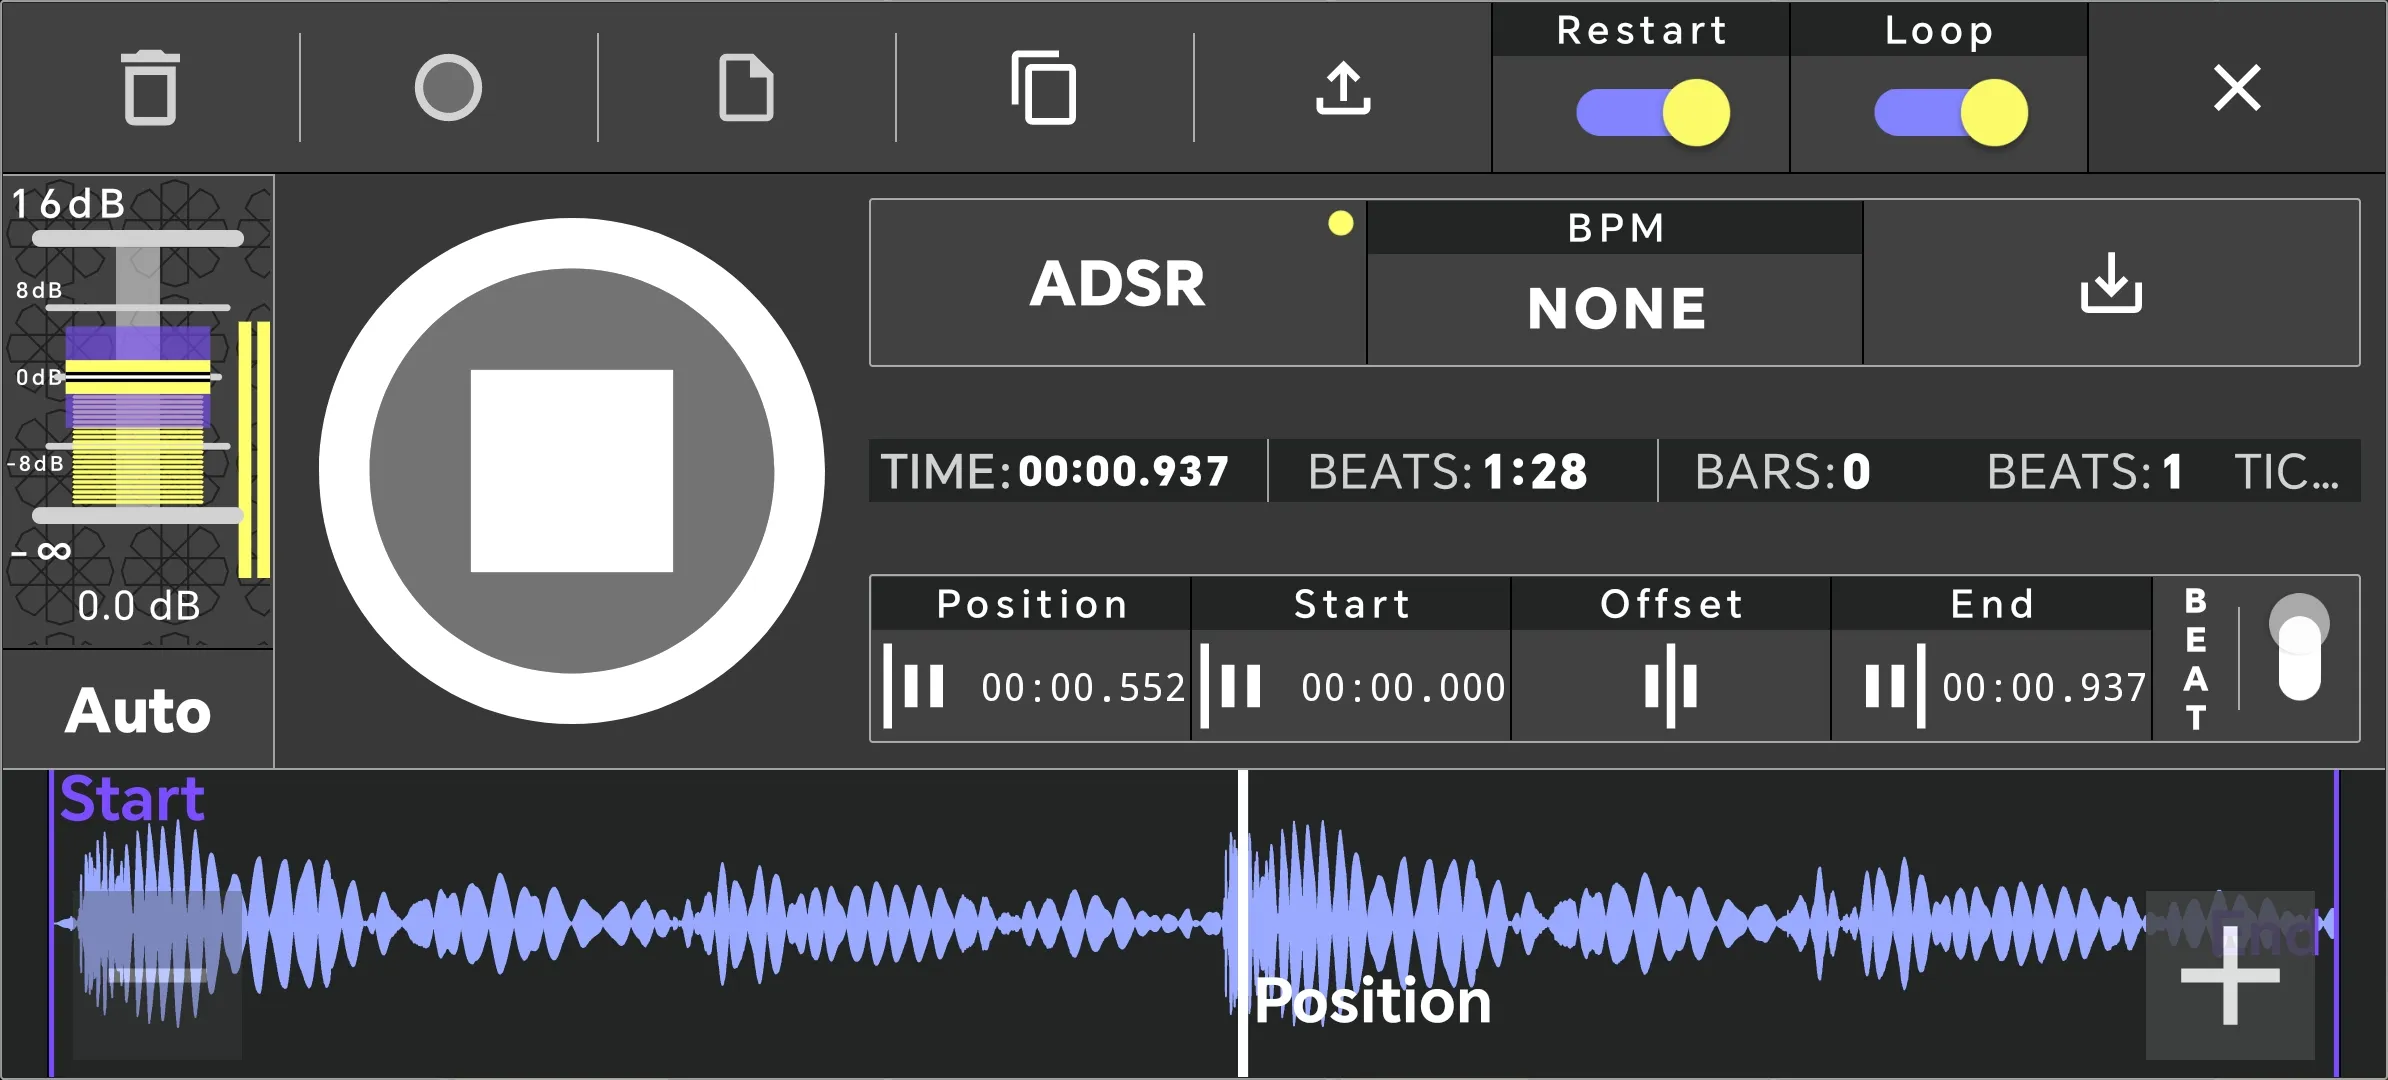 Restart
Loop
16dB
8dB
0dB
-8dB
-∞
0.0 dB
Auto
ADSR
BPM
NONE
TIME: 00:00.937
BEATS: 1:28
BARS: 0 BEATS: 1 TIC...
Position
00:00.552
Start
00:00.000
Offset
End
00:00.937
BEAT
Start
Position
End